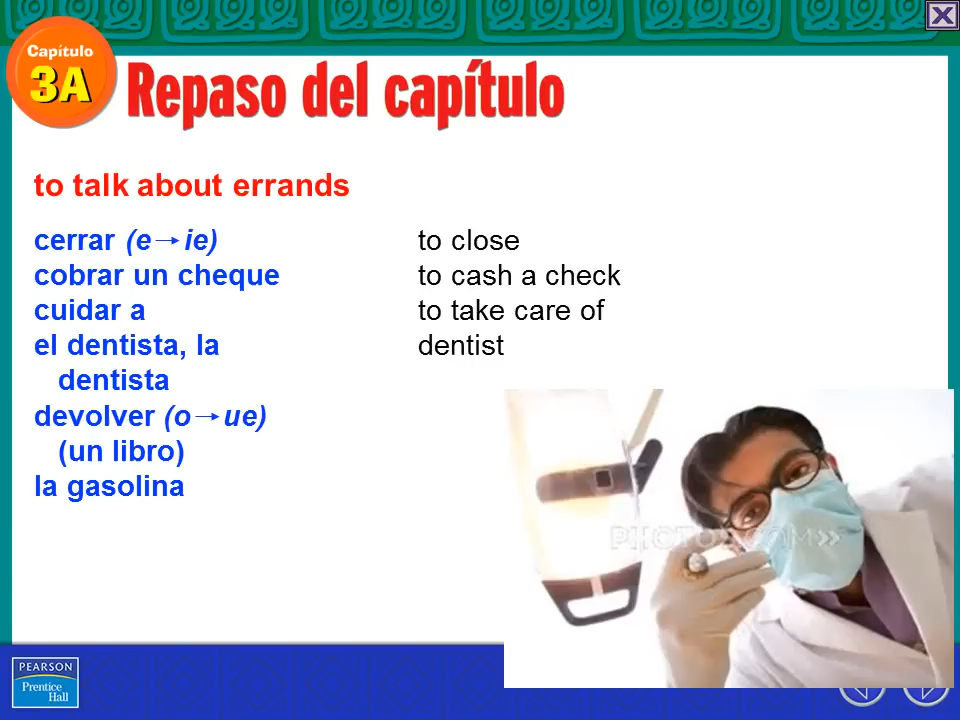 Capítulo
3A
Repaso del capítulo
to talk about errands
cerrar (e→ie)
to close
cobrar un cheque
to cash a check
cuidar a
to take care of
el dentista, la
dentist
dentista
devolver (o→ue)
(un libro)
la gasolina
PHOTOS.COM»
PEARSON
Prentice
Hall